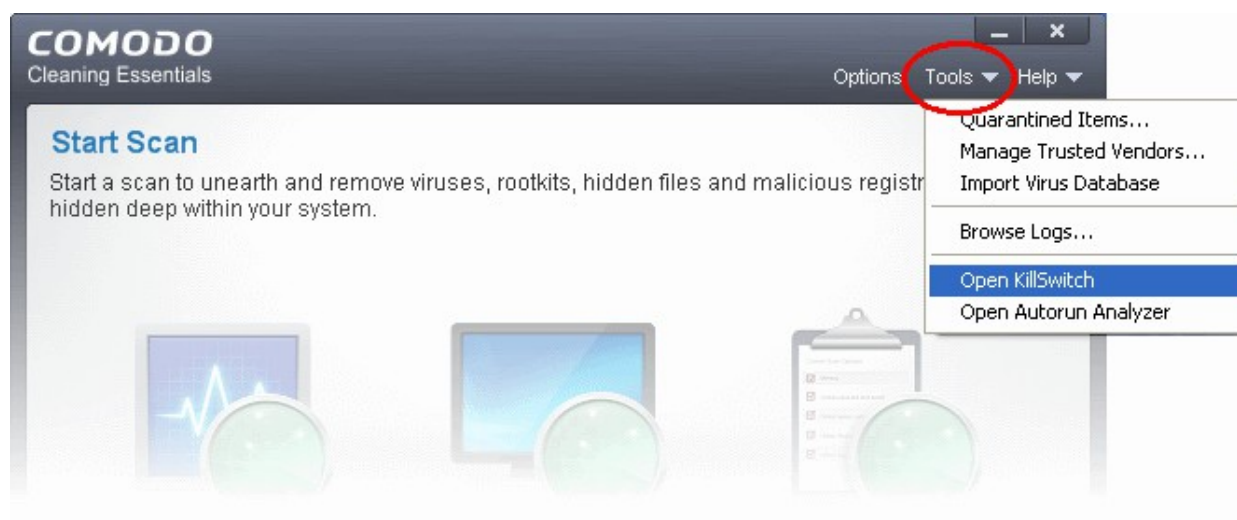 COMODO
Cleaning Essentials
Options Tools Help
Start Scan
Start a scan to unearth and remove viruses, rootkits, hidden files and malicious registr
hidden deep within your system.
Quarantined Items...
Manage Trusted Vendors...
Import Virus Database
Browse Logs...
Open KillSwitch
Open Autorun Analyzer